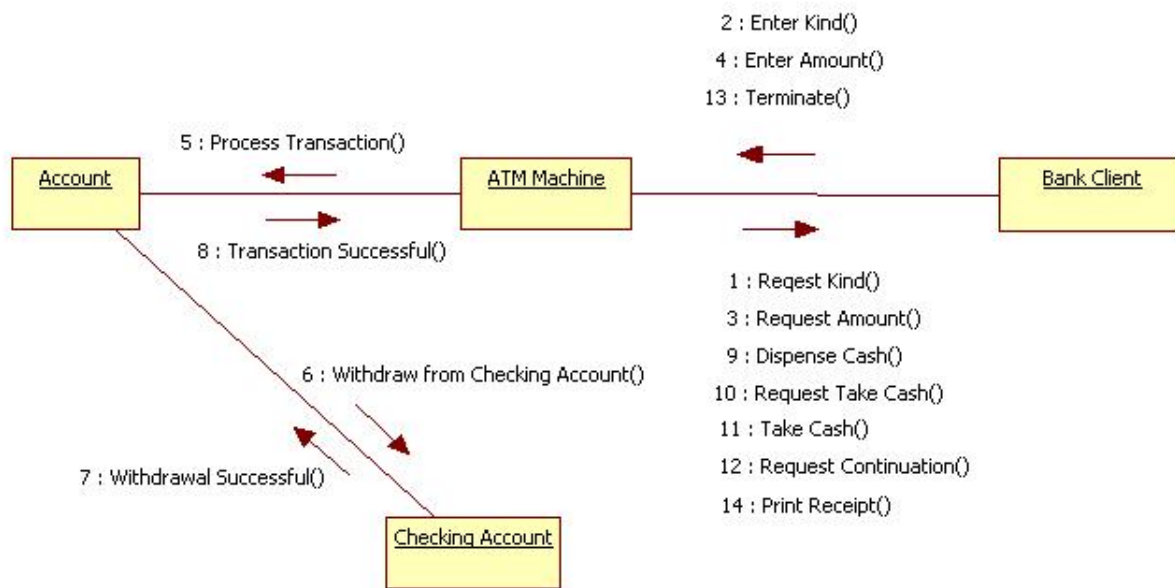 2 : Enter Kind()
4 : Enter Amount()
13 : Terminate()
5 : Process Transaction()
Account
ATM Machine
Bank Client
8 : Transaction Successful()
1 : Reqest Kind()
3 : Request Amount()
9 : Dispense Cash()
6 : Withdraw from Checking Account()
10 : Request Take Cash()
11 : Take Cash()
12 : Request Continuation()
7 : Withdrawal Successful()
14 : Print Receipt()
Checking Account